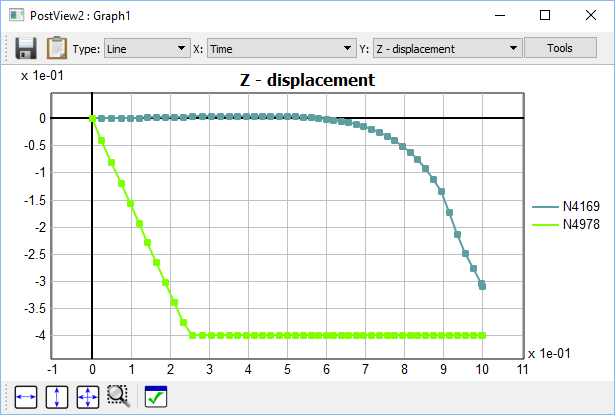 PostView2 : Graph1
Type: Line X: Time Y: Z - displacement Tools
x 1e-01
Z - displacement
0
-0.5
-1
-1.5
-2
-2.5
-3
-3.5
-4
N4169
N4978
x 1e-01
-1 0 1 2 3 4 5 6 7 8 9 10 11